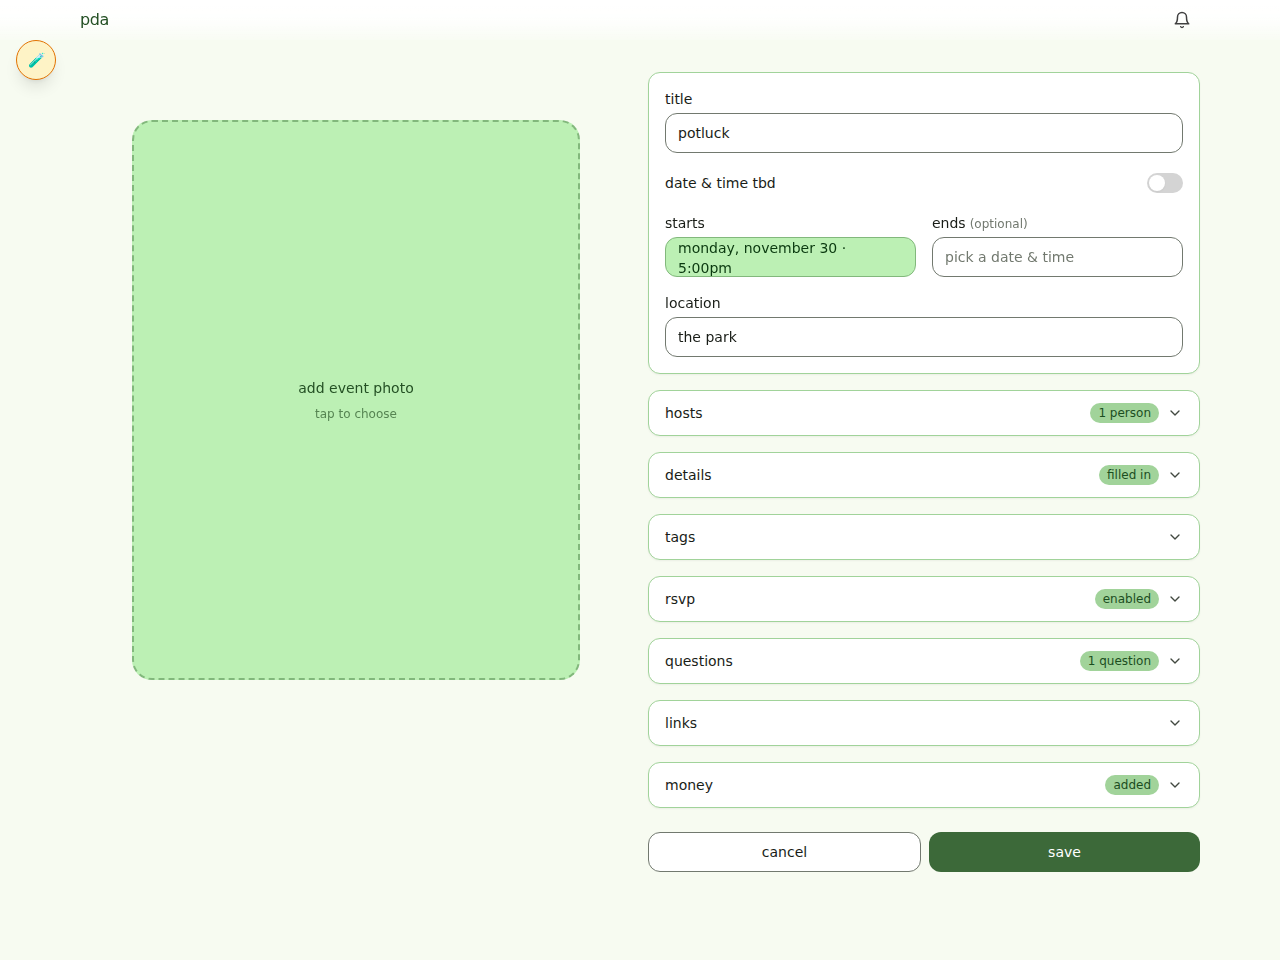 pda
add event photo
tap to choose
title
potluck
date & time tbd
starts
monday, november 30 ·
5:00pm
ends (optional)
pick a date & time
location
the park
hosts
1 person
details
filled in
tags
rsvp
enabled
questions
1 question
links
money
added
cancel
save